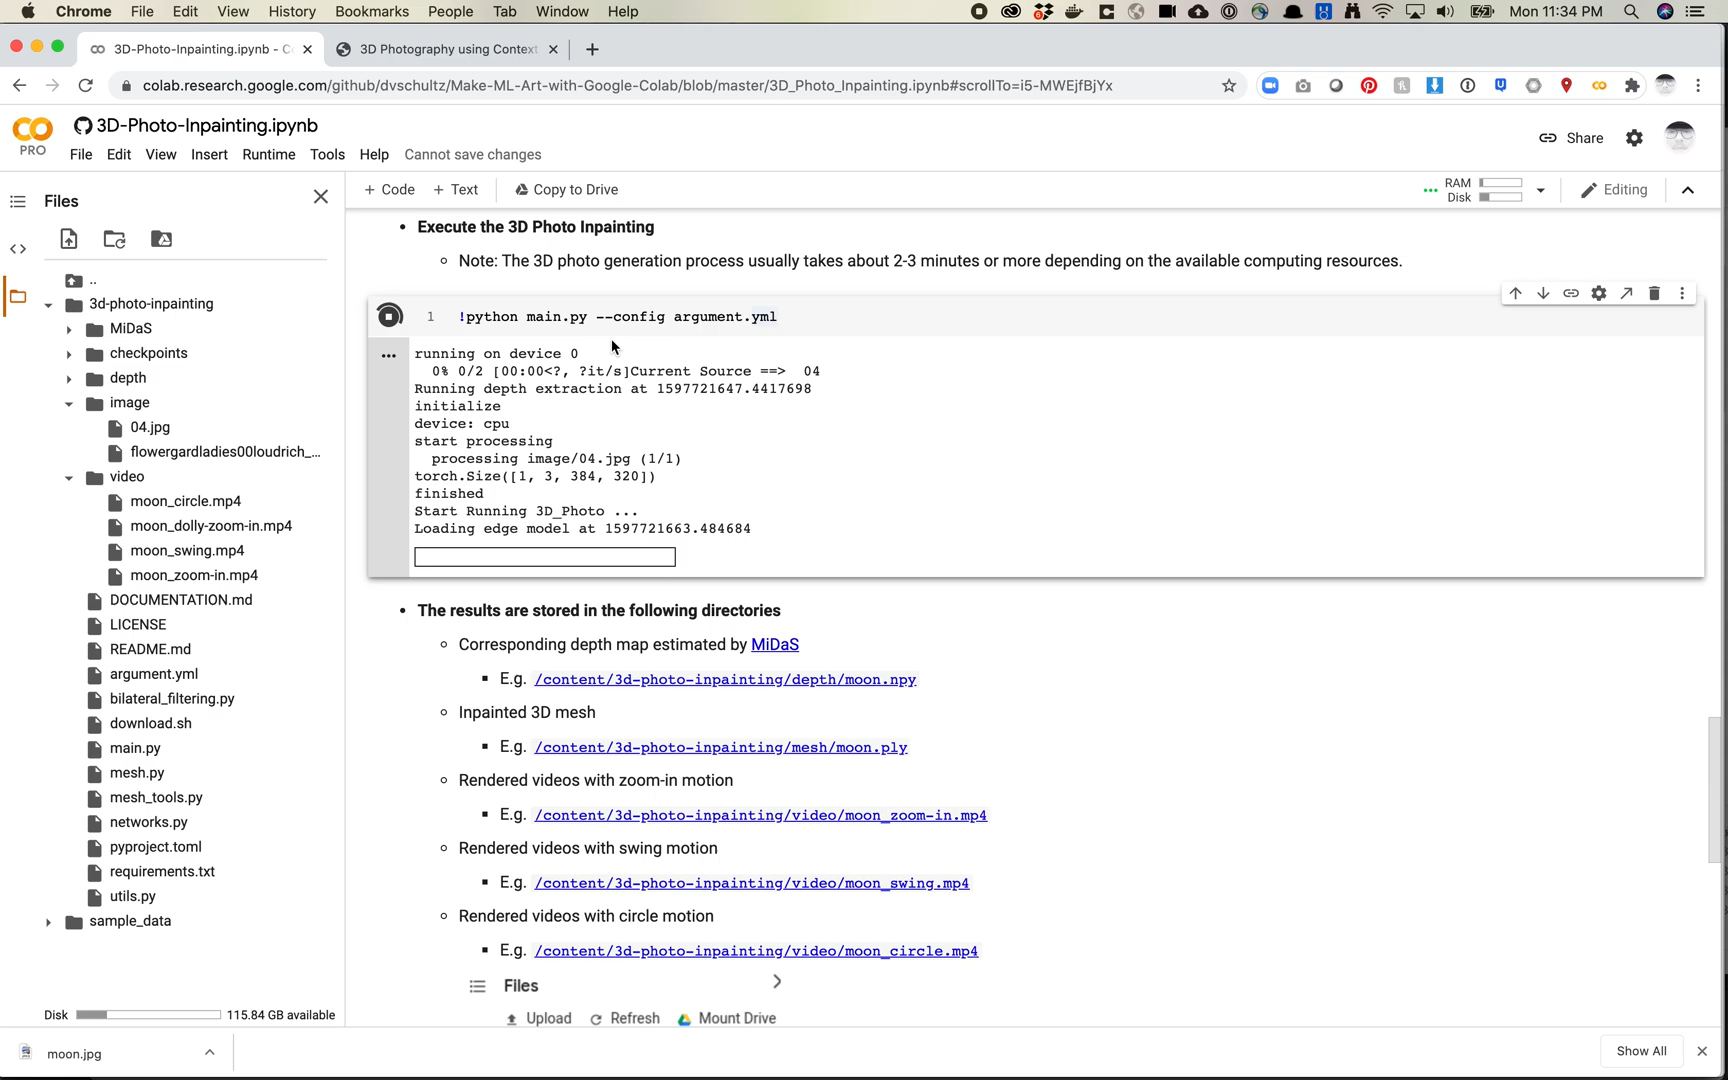 Chrome File Edit View History Bookmarks People Tab Window Help Mon 11:34 PM
3D-Photo-Inpainting.ipynb - C
3D Photography using Context
colab.research.google.com/github/dvschultz/Make-ML-Art-with-Google-Colab/blob/master/3D_Photo_Inpainting.ipynb#scrollTo=i5-MWEjfBjYx
CO PRO
3D-Photo-Inpainting.ipynb
File Edit View Insert Runtime Tools Help Cannot save changes
Share
Files
+ Code + Text Copy to Drive
RAM
Disk
Editing
..
3d-photo-inpainting
MiDaS
checkpoints
depth
image
04.jpg
flowergardladies00loudrich_...
video
moon_circle.mp4
moon_dolly-zoom-in.mp4
moon_swing.mp4
moon_zoom-in.mp4
DOCUMENTATION.md
LICENSE
README.md
argument.yml
bilateral_filtering.py
download.sh
main.py
mesh.py
mesh_tools.py
networks.py
pyproject.toml
requirements.txt
utils.py
sample_data
Disk 115.84 GB available
• Execute the 3D Photo Inpainting
Note: The 3D photo generation process usually takes about 2-3 minutes or more depending on the available computing resources.
1 !python main.py --config argument.yml
running on device 0
0% 0/2 [00:00<?, ?it/s]Current Source ==> 04
Running depth extraction at 1597721647.4417698
initialize
device: cpu
start processing
processing image/04.jpg (1/1)
torch.Size([1, 3, 384, 320])
finished
Start Running 3D_Photo ...
Loading edge model at 1597721663.484684
• The results are stored in the following directories
Corresponding depth map estimated by MiDaS
E.g. /content/3d-photo-inpainting/depth/moon.npy
Inpainted 3D mesh
E.g. /content/3d-photo-inpainting/mesh/moon.ply
Rendered videos with zoom-in motion
E.g. /content/3d-photo-inpainting/video/moon_zoom-in.mp4
Rendered videos with swing motion
E.g. /content/3d-photo-inpainting/video/moon_swing.mp4
Rendered videos with circle motion
E.g. /content/3d-photo-inpainting/video/moon_circle.mp4
Files
Upload Refresh Mount Drive
moon.jpg
Show All